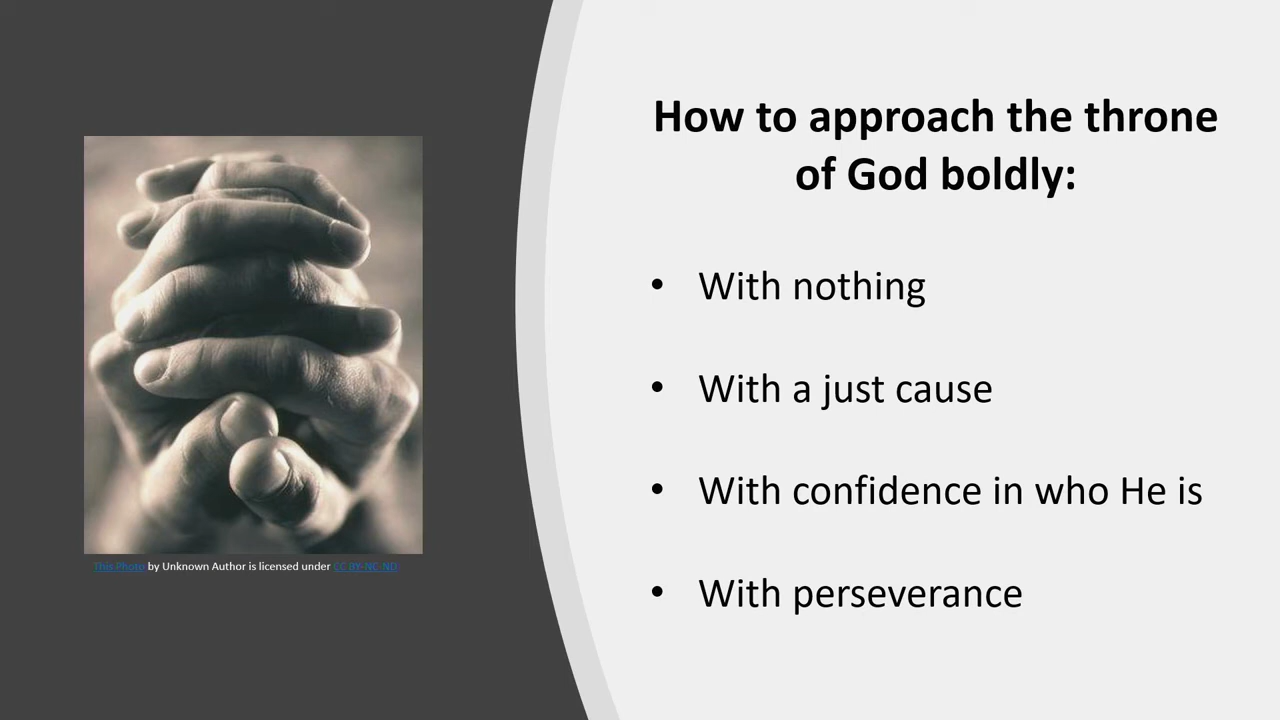 How to approach the throne
of God boldly:
• With nothing
• With a just cause
• With confidence in who He is
• With perseverance
This Photo by Unknown Author is licensed under CC BY-NC-ND